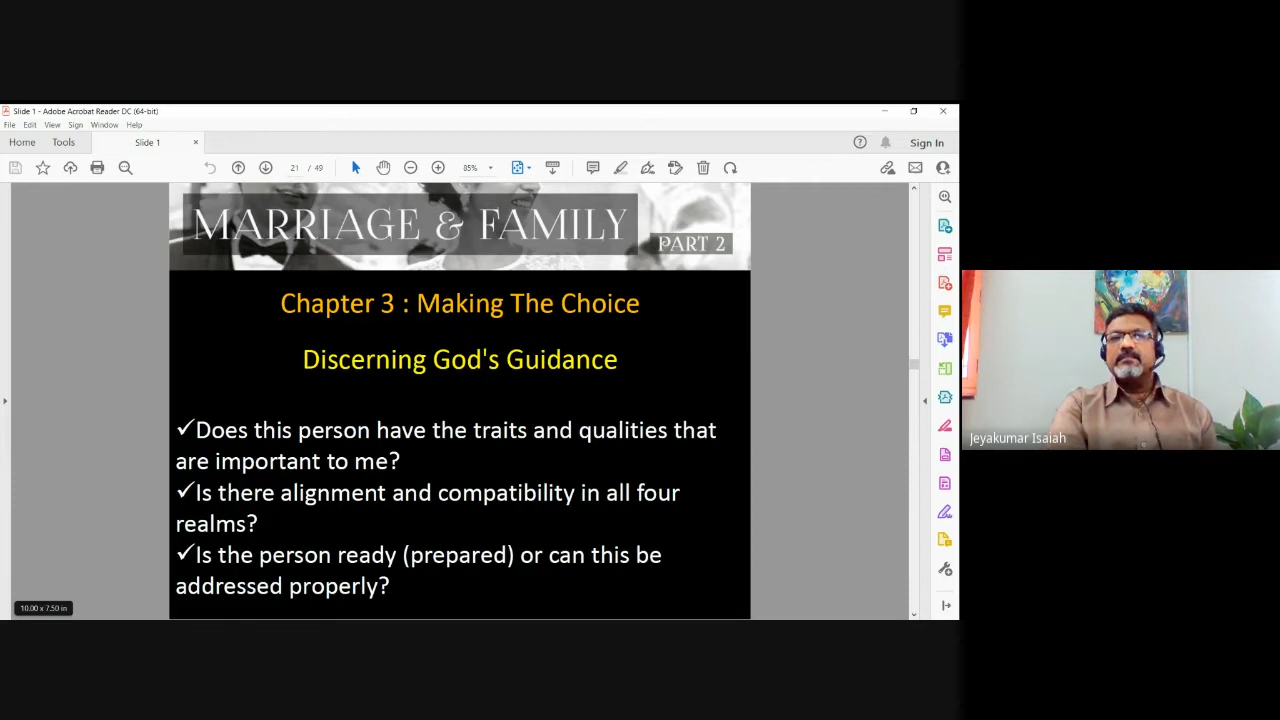 Slide 1 - Adobe Acrobat Reader DC (64-bit)
File Edit View Sign Window Help
Home Tools Slide 1 Sign In
21 / 49 85%
MARRIAGE & FAMILY
PART 2
Chapter 3 : Making The Choice
Discerning God's Guidance
✓Does this person have the traits and qualities that
are important to me?
✓Is there alignment and compatibility in all four
realms?
✓Is the person ready (prepared) or can this be
addressed properly?
10.00 x 7.50 in
Jeyakumar Isaiah